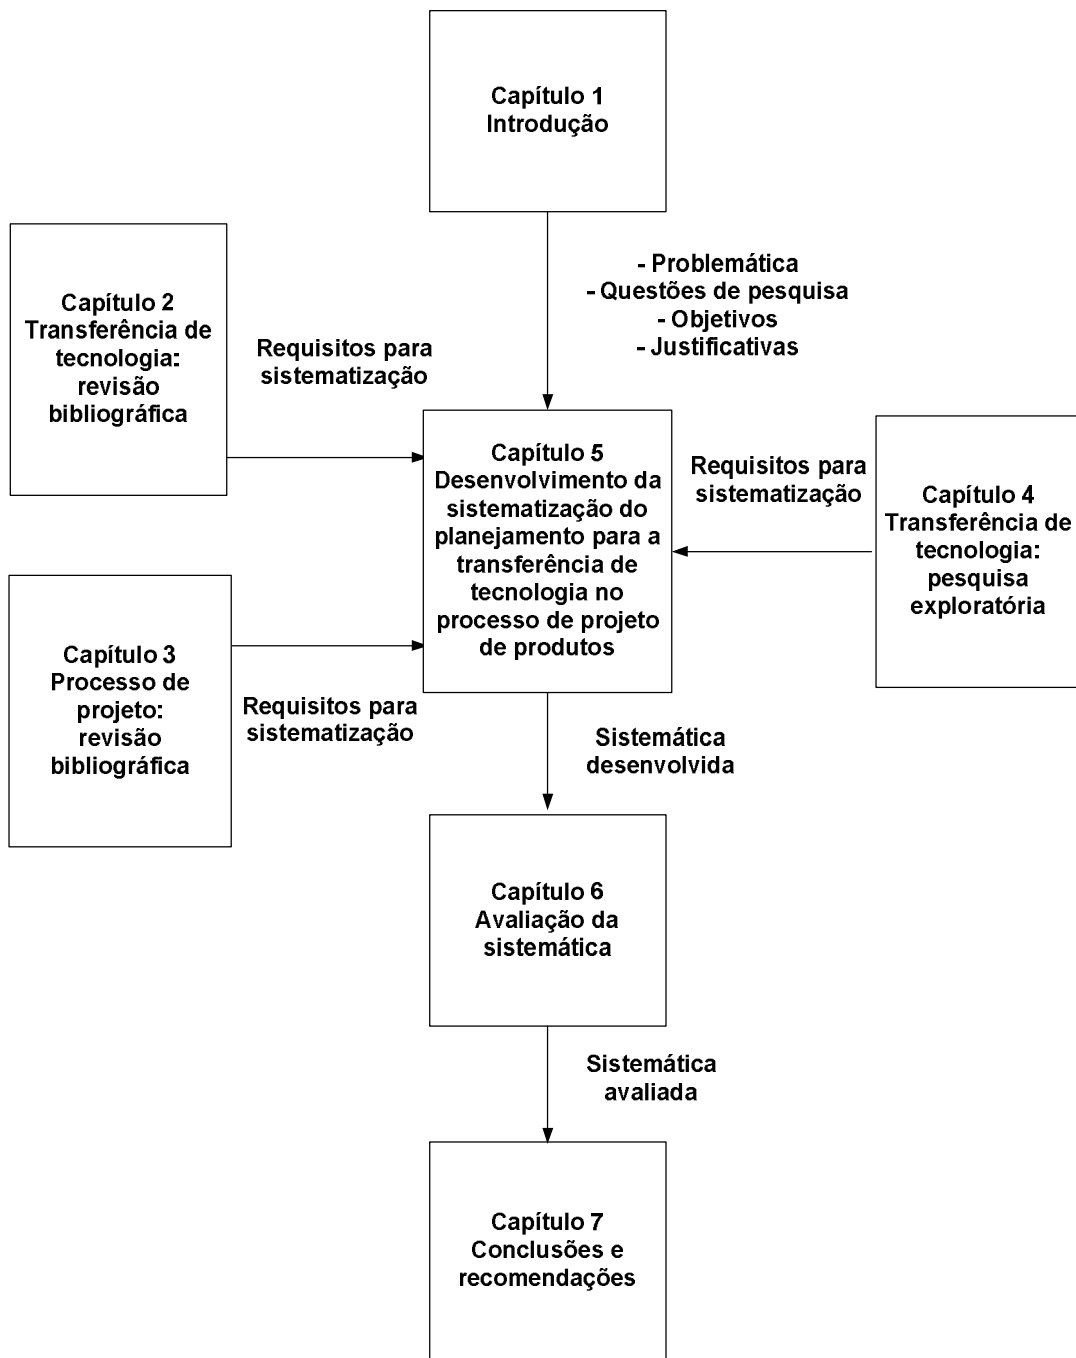 Capítulo 1
Introdução
- Problemática
- Questões de pesquisa
- Objetivos
- Justificativas
Capítulo 2
Transferência de
tecnologia:
revisão
bibliográfica
Requisitos para
sistematização
Capítulo 5
Desenvolvimento da
sistematização do
planejamento para a
transferência de
tecnologia no
processo de projeto
de produtos
Requisitos para
sistematização
Capítulo 4
Transferência de
tecnologia:
pesquisa
exploratória
Capítulo 3
Processo de
projeto:
revisão
bibliográfica
Requisitos para
sistematização
Sistemática
desenvolvida
Capítulo 6
Avaliação da
sistemática
Sistemática
avaliada
Capítulo 7
Conclusões e
recomendações